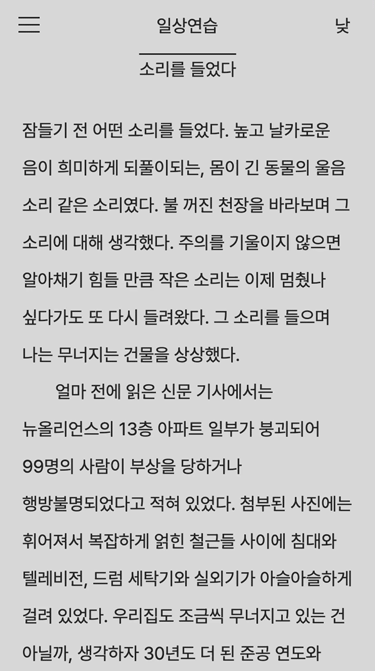 일상연습
낮
소리를 들었다
잠들기 전 어떤 소리를 들었다. 높고 날카로운
음이 희미하게 되풀이되는, 몸이 긴 동물의 울음
소리 같은 소리였다. 불 꺼진 천장을 바라보며 그
소리에 대해 생각했다. 주의를 기울이지 않으면
알아채기 힘들 만큼 작은 소리는 이제 멈췄나
싶다가도 또 다시 들려왔다. 그 소리를 들으며
나는 무너지는 건물을 상상했다.
얼마 전에 읽은 신문 기사에서는
뉴올리언스의 13층 아파트 일부가 붕괴되어
99명의 사람이 부상을 당하거나
행방불명되었다고 적혀 있었다. 첨부된 사진에는
휘어져서 복잡하게 얽힌 철근들 사이에 침대와
텔레비전, 드럼 세탁기와 실외기가 아슬아슬하게
걸려 있었다. 우리집도 조금씩 무너지고 있는 건
아닐까, 생각하자 30년도 더 된 준공 연도와